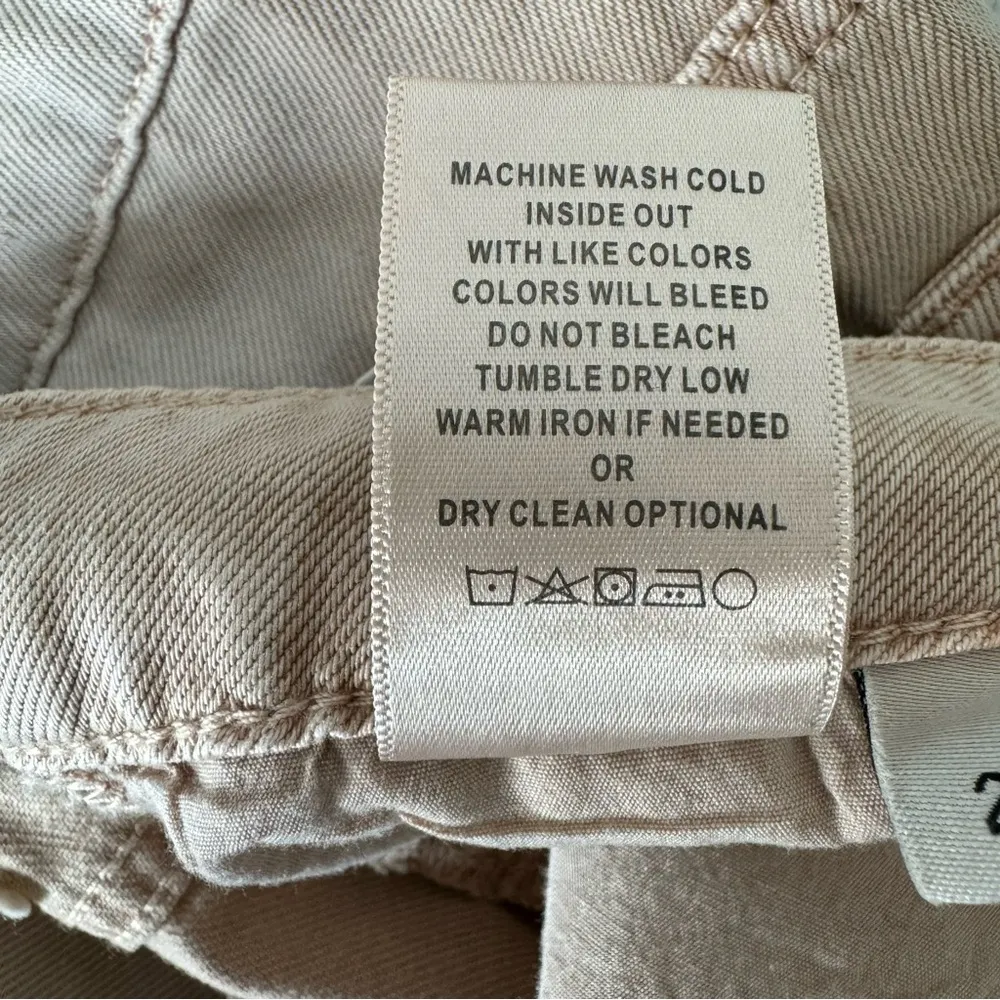 MACHINE WASH COLD
INSIDE OUT
WITH LIKE COLORS
COLORS WILL BLEED
DO NOT BLEACH
TUMBLE DRY LOW
WARM IRON IF NEEDED
OR
DRY CLEAN OPTIONAL